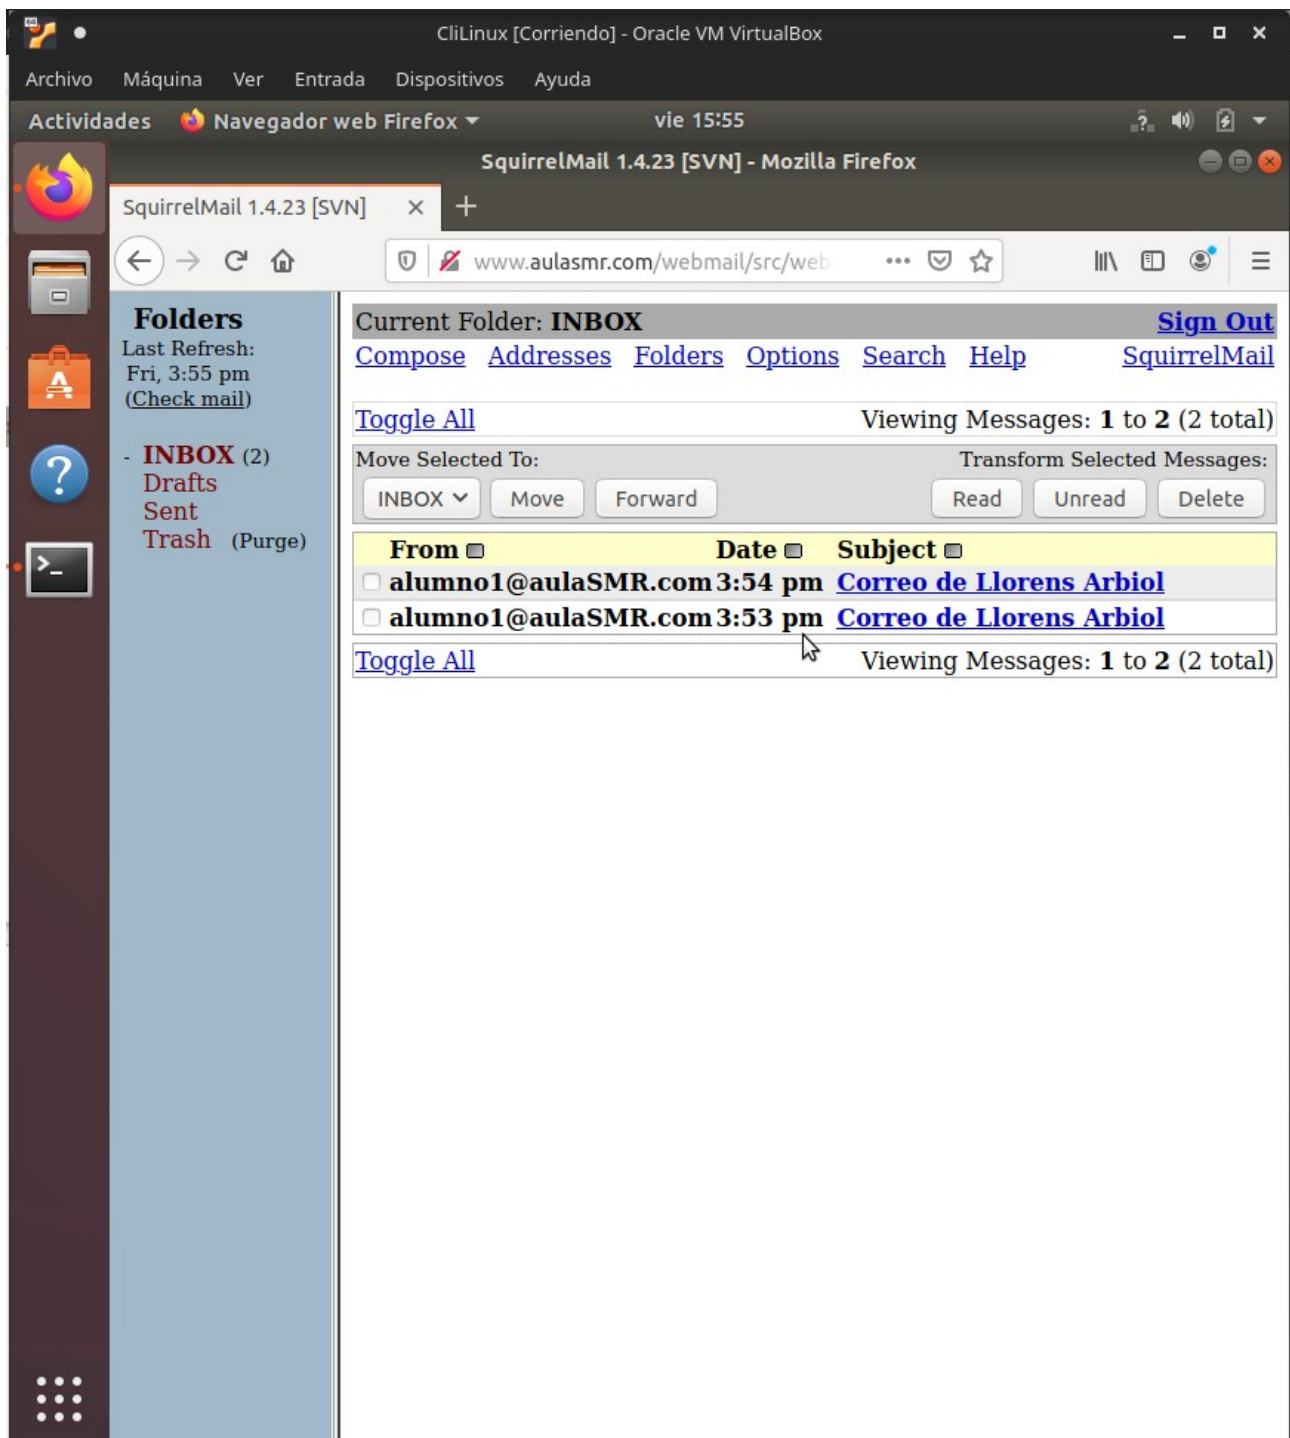 CliLinux [Corriendo] - Oracle VM VirtualBox
Archivo Máquina Ver Entrada Dispositivos Ayuda
Actividades Navegador web Firefox vie 15:55
SquirrelMail 1.4.23 [SVN] - Mozilla Firefox
SquirrelMail 1.4.23 [SVN]
www.aulasmr.com/webmail/src/web
Folders
Last Refresh:
Fri, 3:55 pm
(Check mail)
- INBOX (2)
Drafts
Sent
Trash (Purge)
Current Folder: INBOX Sign Out
Compose Addresses Folders Options Search Help SquirrelMail
Toggle All Viewing Messages: 1 to 2 (2 total)
Move Selected To: Transform Selected Messages:
INBOX Move Forward Read Unread Delete
From Date Subject
alumno1@aulaSMR.com 3:54 pm Correo de Llorens Arbiol
alumno1@aulaSMR.com 3:53 pm Correo de Llorens Arbiol
Toggle All Viewing Messages: 1 to 2 (2 total)